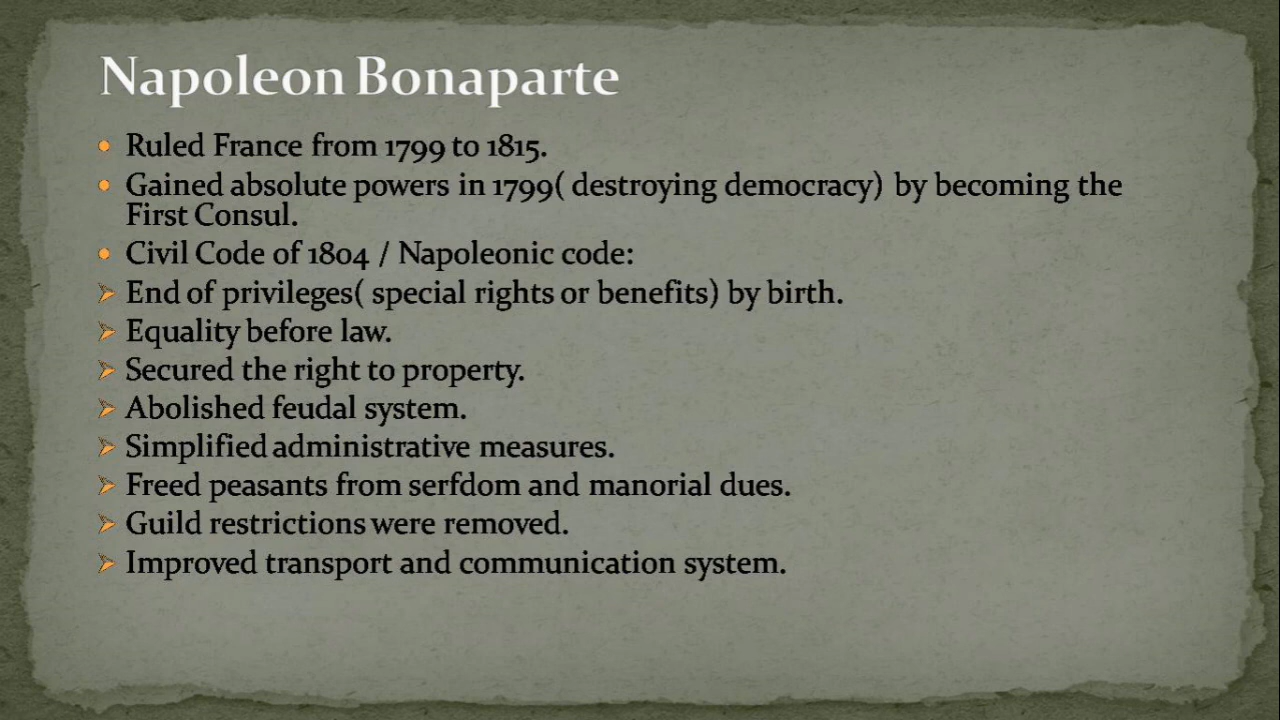 Napoleon Bonaparte
• Ruled France from 1799 to 1815.
• Gained absolute powers in 1799( destroying democracy) by becoming the
First Consul.
• Civil Code of 1804 / Napoleonic code:
➢ End of privileges( special rights or benefits) by birth.
➢ Equality before law.
➢ Secured the right to property.
➢ Abolished feudal system.
➢ Simplified administrative measures.
➢ Freed peasants from serfdom and manorial dues.
➢ Guild restrictions were removed.
➢ Improved transport and communication system.